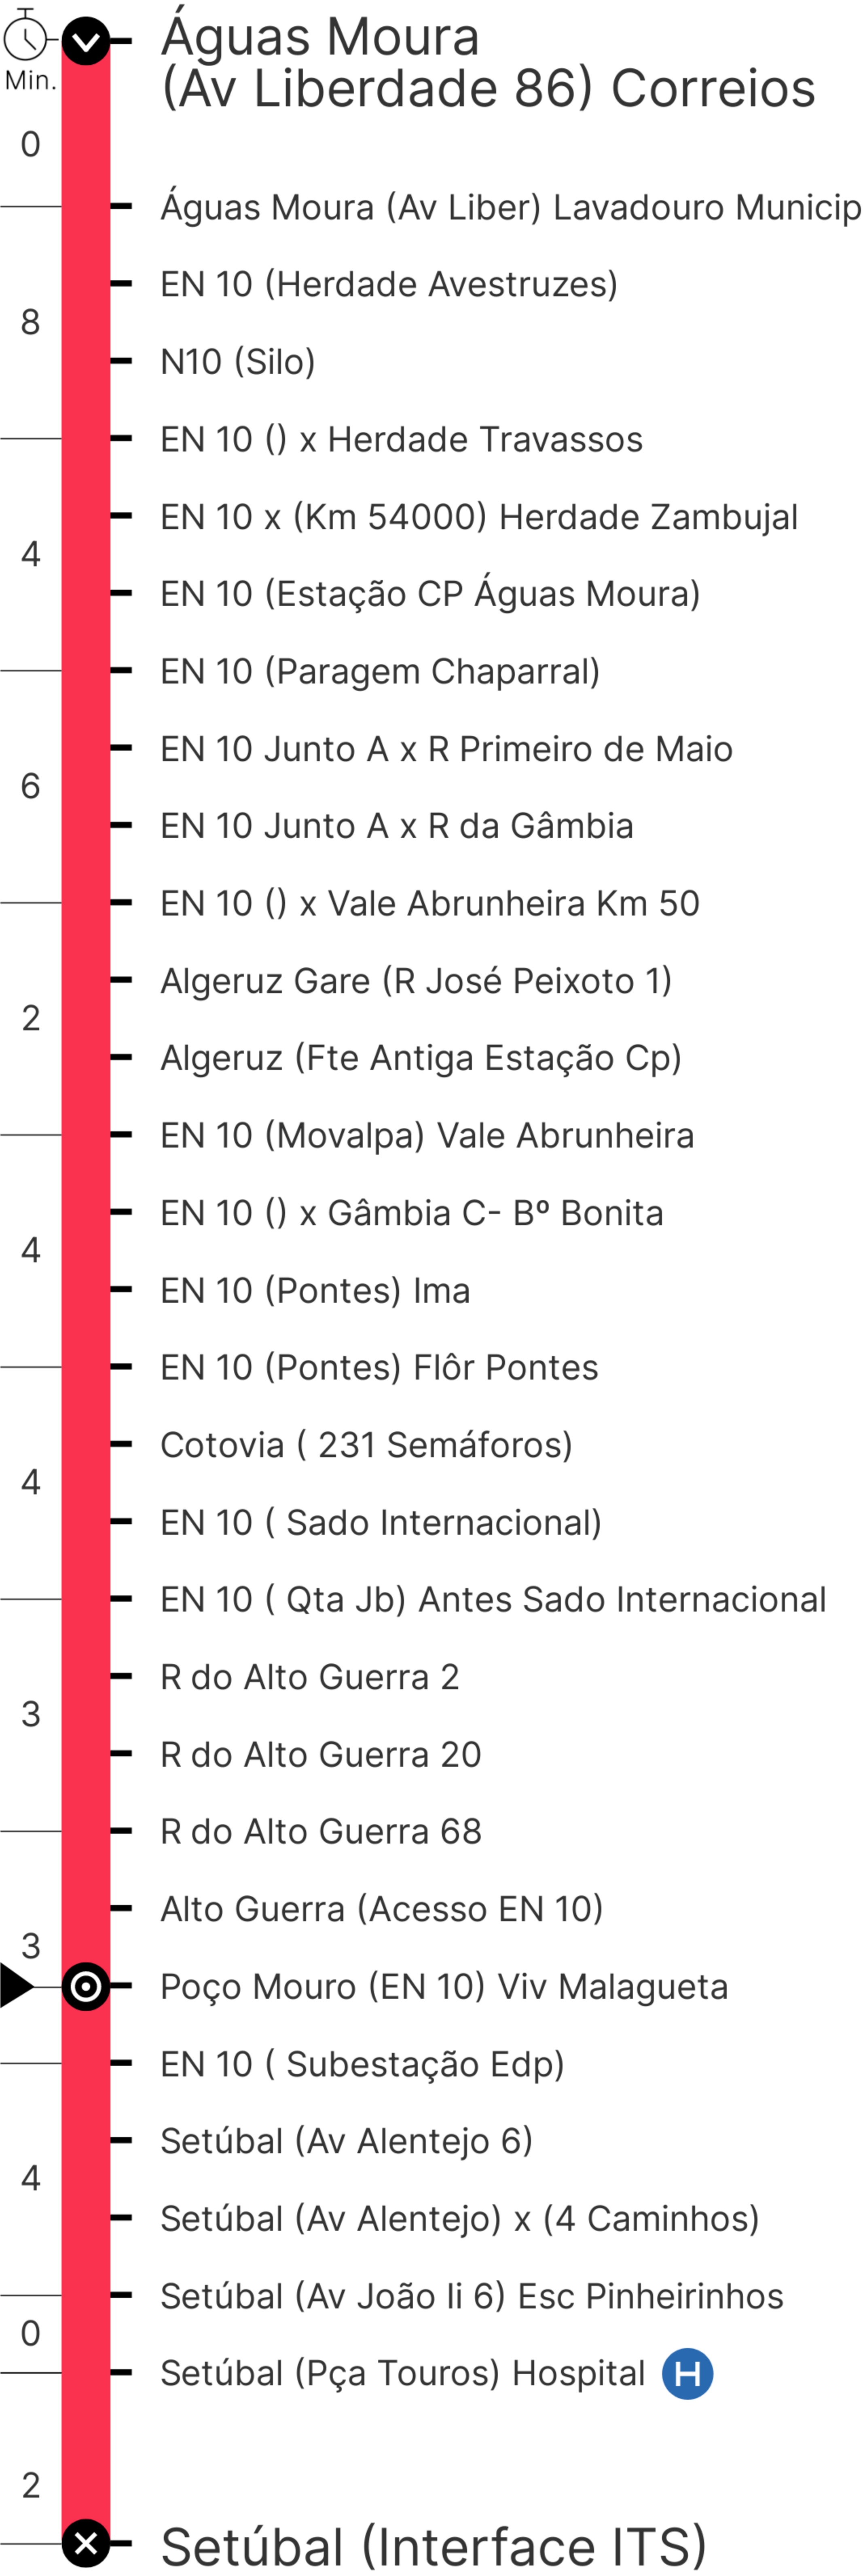 Águas Moura
(Av Liberdade 86) Correios
Min.
0
Águas Moura (Av Liber) Lavadouro Municip
EN 10 (Herdade Avestruzes)
8
N10 (Silo)
EN 10 () x Herdade Travassos
EN 10 x (Km 54000) Herdade Zambujal
4
EN 10 (Estação CP Águas Moura)
EN 10 (Paragem Chaparral)
EN 10 Junto A x R Primeiro de Maio
6
EN 10 Junto A x R da Gâmbia
EN 10 () x Vale Abrunheira Km 50
Algeruz Gare (R José Peixoto 1)
2
Algeruz (Fte Antiga Estação Cp)
EN 10 (Movalpa) Vale Abrunheira
EN 10 () x Gâmbia C- Bº Bonita
4
EN 10 (Pontes) Ima
EN 10 (Pontes) Flôr Pontes
Cotovia ( 231 Semáforos)
4
EN 10 ( Sado Internacional)
EN 10 ( Qta Jb) Antes Sado Internacional
R do Alto Guerra 2
3
R do Alto Guerra 20
R do Alto Guerra 68
Alto Guerra (Acesso EN 10)
3
Poço Mouro (EN 10) Viv Malagueta
EN 10 ( Subestação Edp)
Setúbal (Av Alentejo 6)
4
Setúbal (Av Alentejo) x (4 Caminhos)
Setúbal (Av João Ii 6) Esc Pinheirinhos
0
Setúbal (Pça Touros) Hospital H
2
Setúbal (Interface ITS)